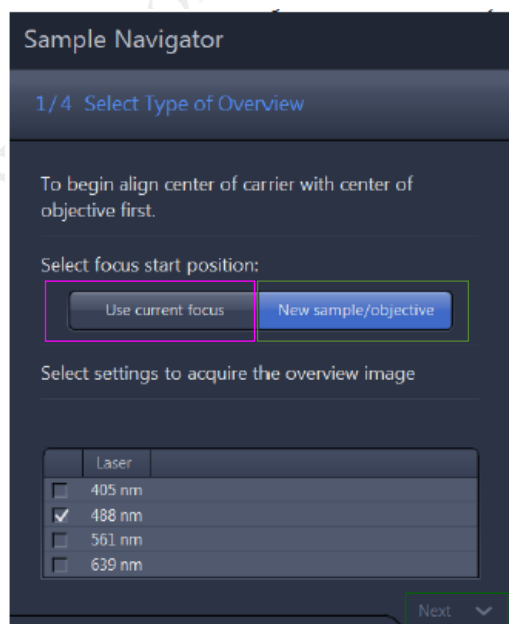 Sample Navigator
1/4 Select Type of Overview
To begin align center of carrier with center of
objective first.
Select focus start position:
Use current focus New sample/objective
Select settings to acquire the overview image
Laser
405 nm
488 nm
561 nm
639 nm
Next